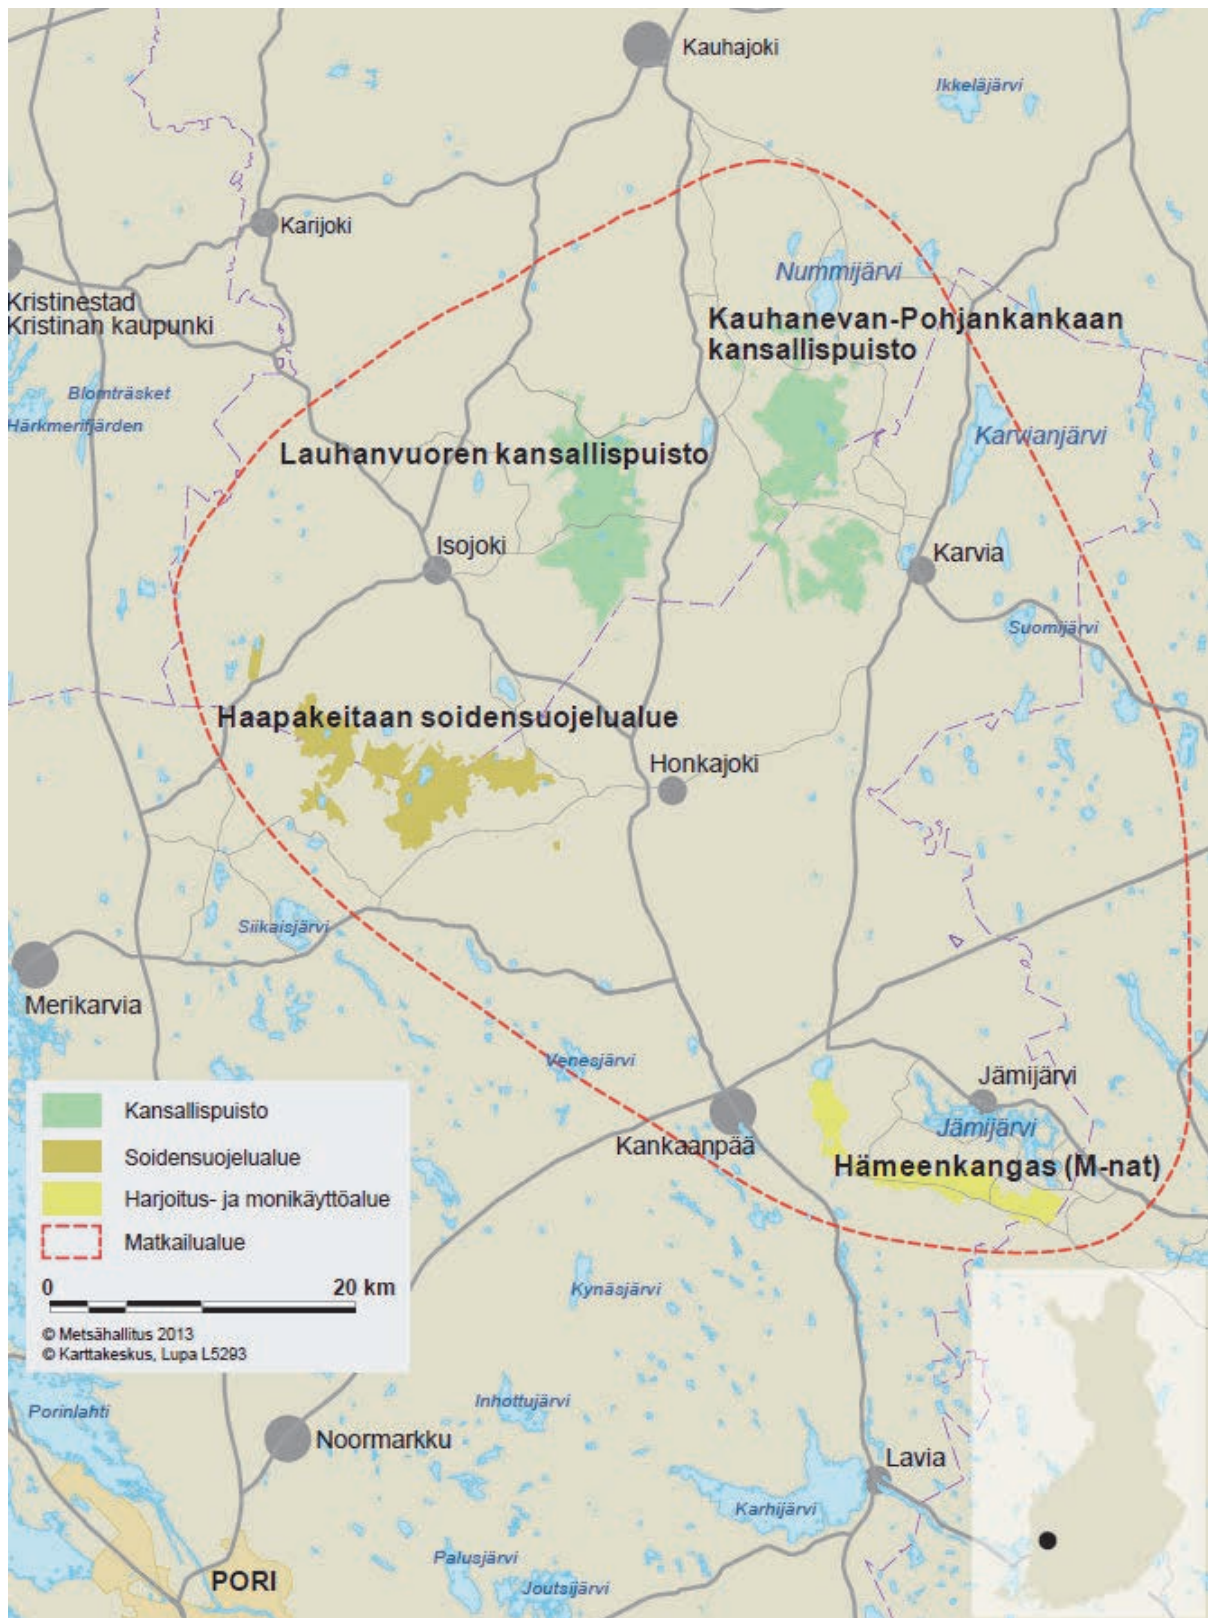 Kauhajoki
Ikkeläjärvi
Karijoki
Nummijärvi
Kristinestad
Kristinan kaupunki
Kauhanevan-Pohjankankaan
kansallispuisto
Blomträsket
Härkmerifjärden
Karvianjärvi
Lauhanvuoren kansallispuisto
Isojoki
Karvia
Suomijärvi
Haapakeitaan soidensuojelualue
Honkajoki
Siikaisjärvi
Merikarvia
Venesjärvi
Jämijärvi
Kankaanpää
Jämijärvi
Hämeenkangas (M-nat)
Kansallispuisto
Soidensuojelualue
Harjoitus- ja monikäyttöalue
Matkailualue
0 20 km
© Metsähallitus 2013
© Karttakeskus, Lupa L5293
Kynäsjärvi
Inhottujärvi
Porinlahti
Noormarkku
Lavia
Karhijärvi
Palusjärvi
Joutsijärvi
PORI